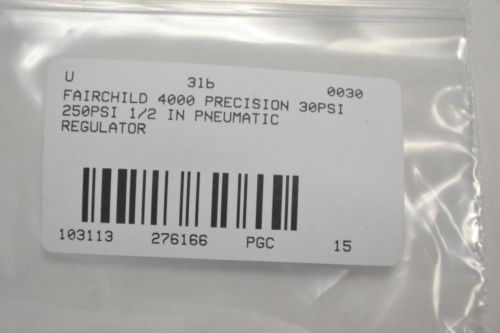 U 31b 0030
FAIRCHILD 4000 PRECISION 30PSI
250PSI 1/2 IN PNEUMATIC
REGULATOR
103113 276166 PGC 15